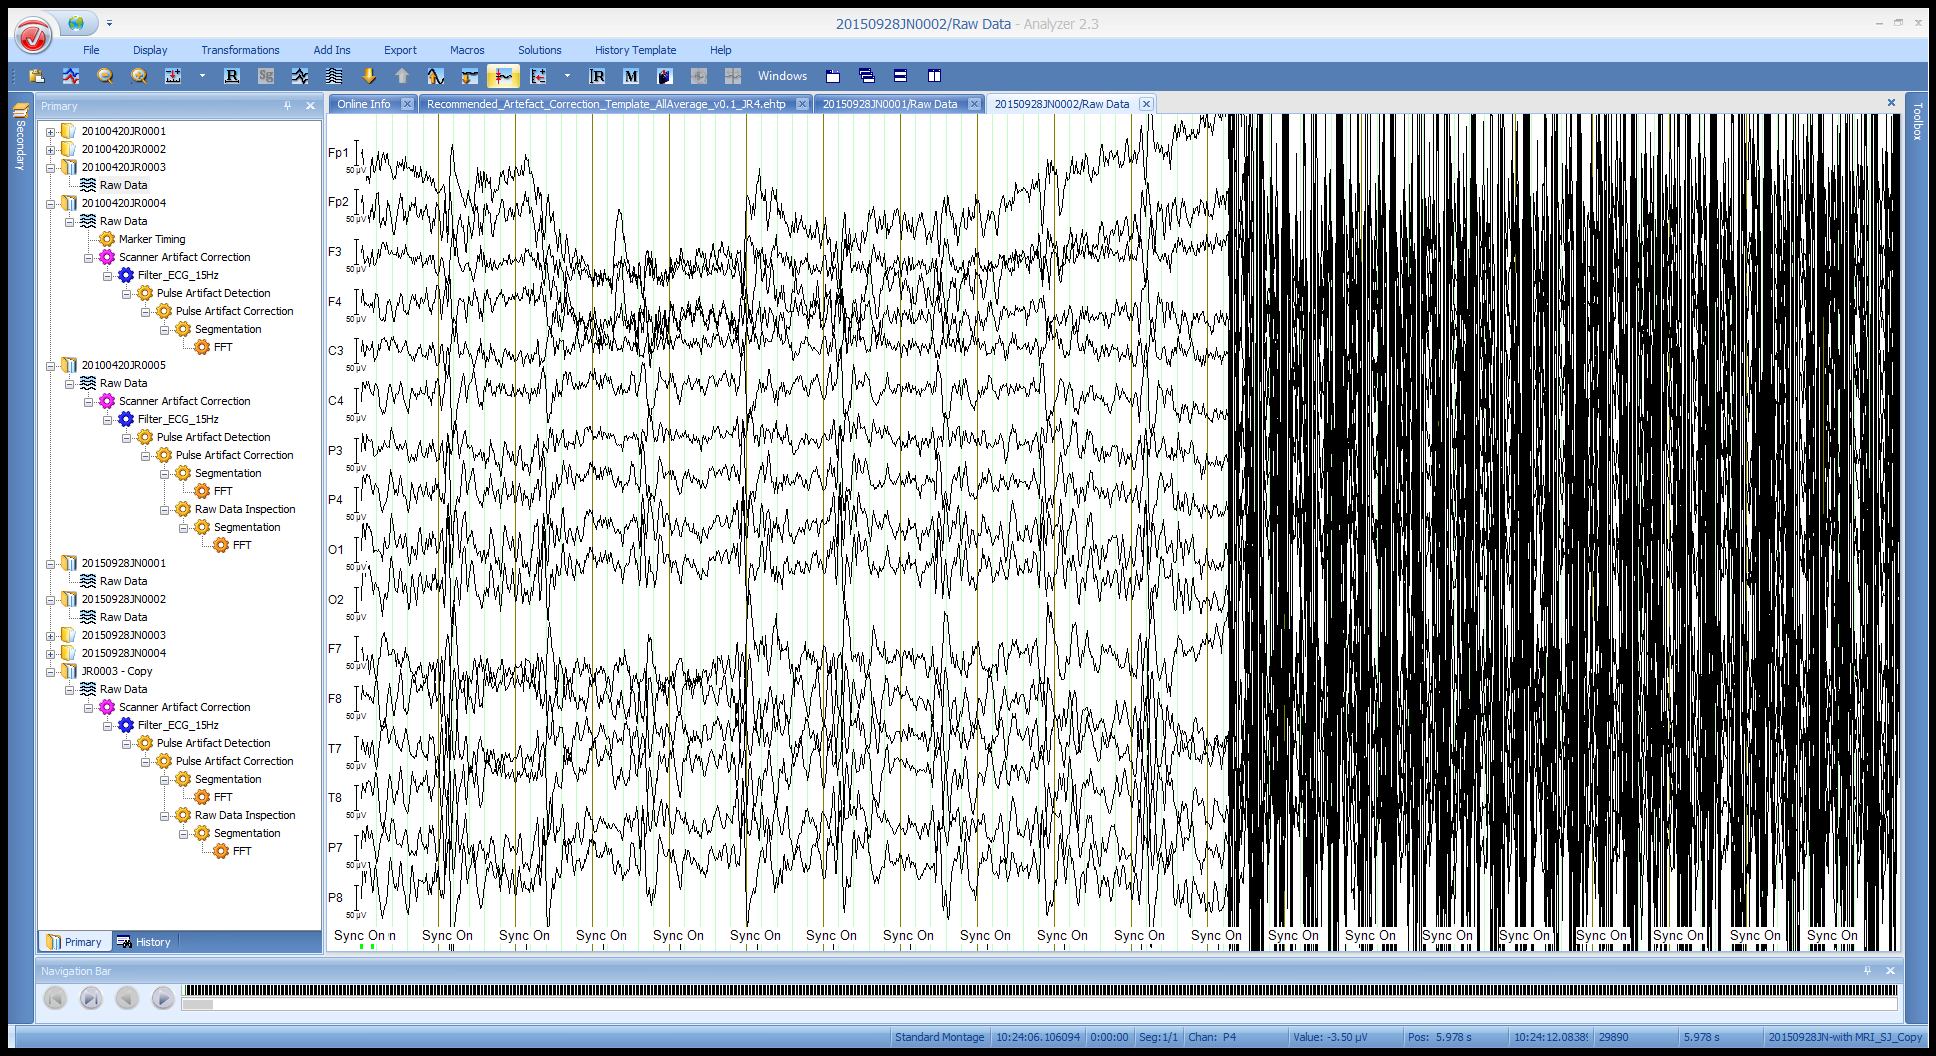 20150928JN0002/Raw Data - Analyzer 2.3
File Display Transformations Add Ins Export Macros Solutions History Template Help
R Sg R M Windows
Secondary
Primary
Online Info Recommended_Artefact_Correction_Template_AllAverage_v0.1_JR4.ehtp 20150928JN0001/Raw Data 20150928JN0002/Raw Data
Toolbox
20100420JR0001
20100420JR0002
20100420JR0003
Raw Data
20100420JR0004
Raw Data
Marker Timing
Scanner Artifact Correction
Filter_ECG_15Hz
Pulse Artifact Detection
Pulse Artifact Correction
Segmentation
FFT
20100420JR0005
Raw Data
Scanner Artifact Correction
Filter_ECG_15Hz
Pulse Artifact Detection
Pulse Artifact Correction
Segmentation
FFT
Raw Data Inspection
Segmentation
FFT
20150928JN0001
Raw Data
20150928JN0002
Raw Data
20150928JN0003
20150928JN0004
JR0003 - Copy
Raw Data
Scanner Artifact Correction
Filter_ECG_15Hz
Pulse Artifact Detection
Pulse Artifact Correction
Segmentation
FFT
Raw Data Inspection
Segmentation
FFT
Primary History
Fp1
50 µV
Fp2
50 µV
F3
50 µV
F4
50 µV
C3
50 µV
C4
50 µV
P3
50 µV
P4
50 µV
O1
50 µV
O2
50 µV
F7
50 µV
F8
50 µV
T7
50 µV
T8
50 µV
P7
50 µV
P8
50 µV
Sync On n Sync On Sync On Sync On Sync On Sync On Sync On Sync On Sync On Sync On Sync On Sync On Sync On Sync On Sync On Sync On Sync On Sync On Sync On
Navigation Bar
Standard Montage 10:24:06.106094 0:00:00 Seg:1/1 Chan: P4 Value: -3.50 µV Pos: 5.978 s 10:24:12.0838 29890 5.978 s 20150928JN-with MRI_SJ_Copy